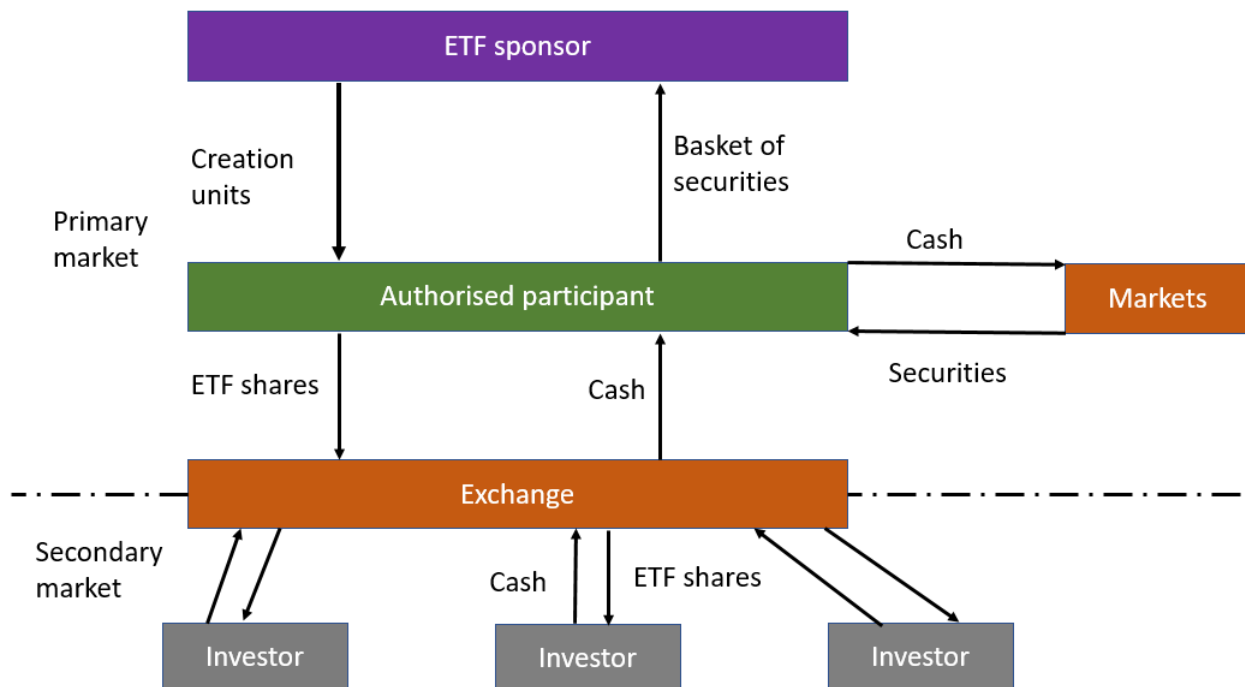 ETF sponsor
Creation
units
Basket of
securities
Primary
market
Cash
Authorised participant
Markets
ETF shares
Cash
Securities
Exchange
Secondary
market
Cash
ETF shares
Investor
Investor
Investor